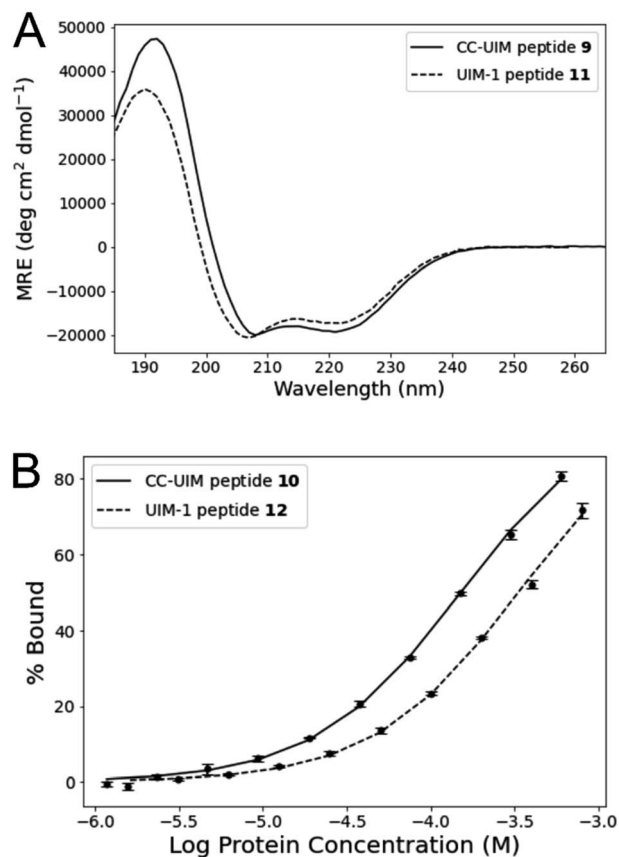 A
50000
40000
30000
20000
10000
0
−10000
−20000
MRE (deg cm² dmol⁻¹)
CC-UIM peptide 9
UIM-1 peptide 11
190 200 210 220 230 240 250 260
Wavelength (nm)
B
80
60
40
20
0
% Bound
CC-UIM peptide 10
UIM-1 peptide 12
−6.0 −5.5 −5.0 −4.5 −4.0 −3.5 −3.0
Log Protein Concentration (M)